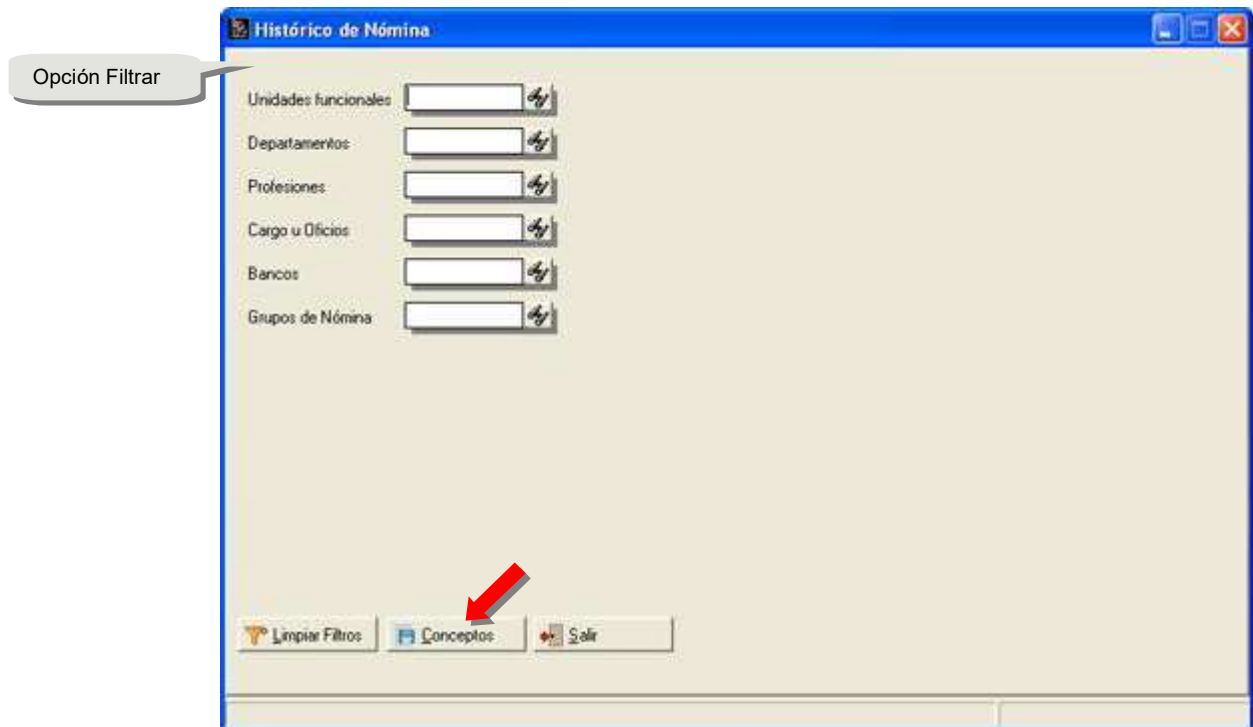 Histórico de Nómina
Opción Filtrar
Unidades funcionales
Departamentos
Profesiones
Cargo u Oficios
Bancos
Grupos de Nómina
Limpiar Filtros
Conceptos
Salir